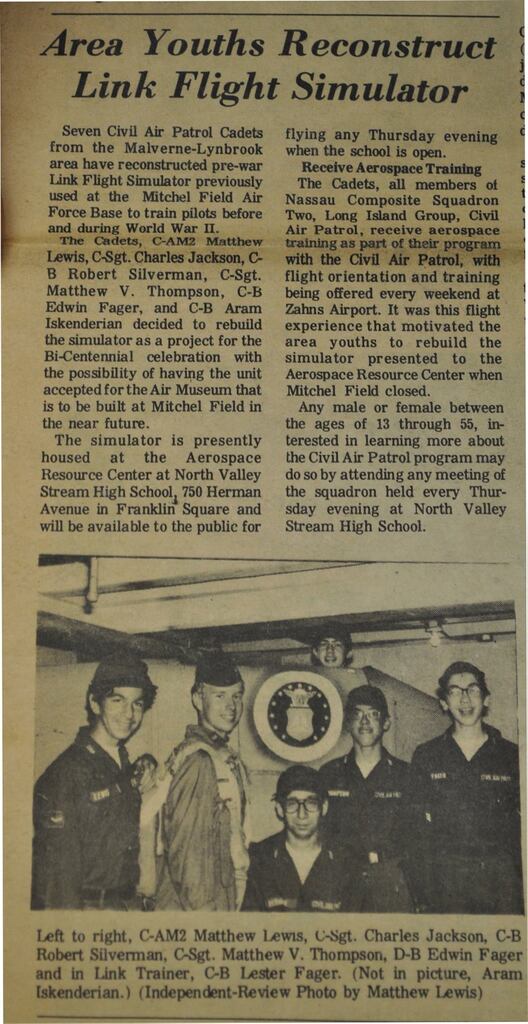 Area Youths Reconstruct
Link Flight Simulator
Seven Civil Air Patrol Cadets
from the Malverne-Lynbrook
area have reconstructed pre-war
Link Flight Simulator previously
used at the Mitchel Field Air
Force Base to train pilots before
and during World War II.
The Cadets, C-AM2 Matthew
Lewis, C-Sgt. Charles Jackson, C-
B Robert Silverman, C-Sgt.
Matthew V. Thompson, C-B
Edwin Fager, and C-B Aram
Iskenderian decided to rebuild
the simulator as a project for the
Bi-Centennial celebration with
the possibility of having the unit
accepted for the Air Museum that
is to be built at Mitchel Field in
the near future.
The simulator is presently
housed at the Aerospace
Resource Center at North Valley
Stream High School, 750 Herman
Avenue in Franklin Square and
will be available to the public for
flying any Thursday evening
when the school is open.
Receive Aerospace Training
The Cadets, all members of
Nassau Composite Squadron
Two, Long Island Group, Civil
Air Patrol, receive aerospace
training as part of their program
with the Civil Air Patrol, with
flight orientation and training
being offered every weekend at
Zahns Airport. It was this flight
experience that motivated the
area youths to rebuild the
simulator presented to the
Aerospace Resource Center when
Mitchel Field closed.
Any male or female between
the ages of 13 through 55, in-
terested in learning more about
the Civil Air Patrol program may
do so by attending any meeting of
the squadron held every Thur-
sday evening at North Valley
Stream High School.
LEWIS
THOMPSON
FAGER CIVIL AIR PATROL
Left to right, C-AM2 Matthew Lewis, C-Sgt. Charles Jackson, C-B
Robert Silverman, C-Sgt. Matthew V. Thompson, D-B Edwin Fager
and in Link Trainer, C-B Lester Fager. (Not in picture, Aram
Iskenderian.) (Independent-Review Photo by Matthew Lewis)